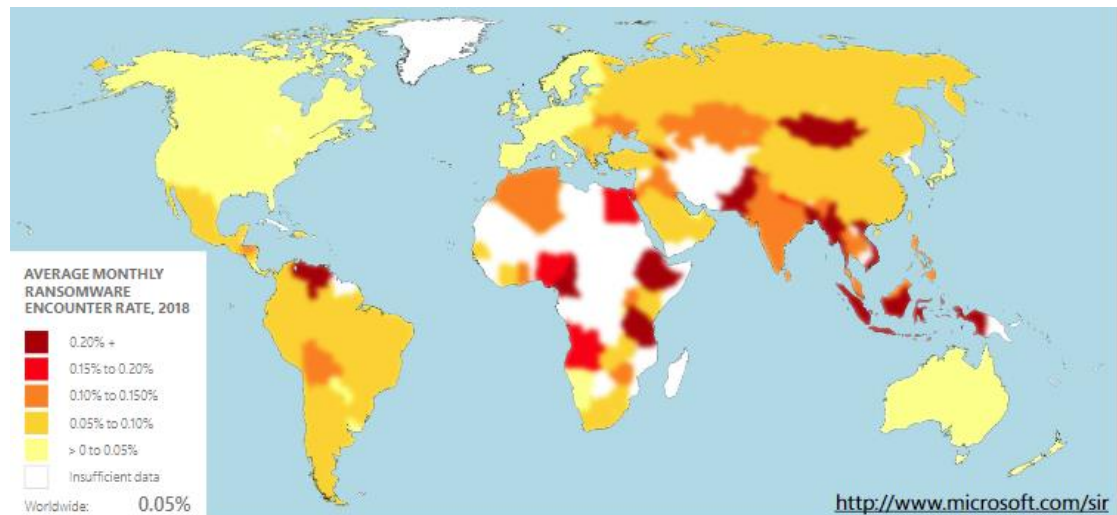 AVERAGE MONTHLY
RANSOMWARE
ENCOUNTER RATE, 2018
0.20% +
0.15% to 0.20%
0.10% to 0.150%
0.05% to 0.10%
> 0 to 0.05%
Insufficient data
Worldwide: 0.05%
http://www.microsoft.com/sir